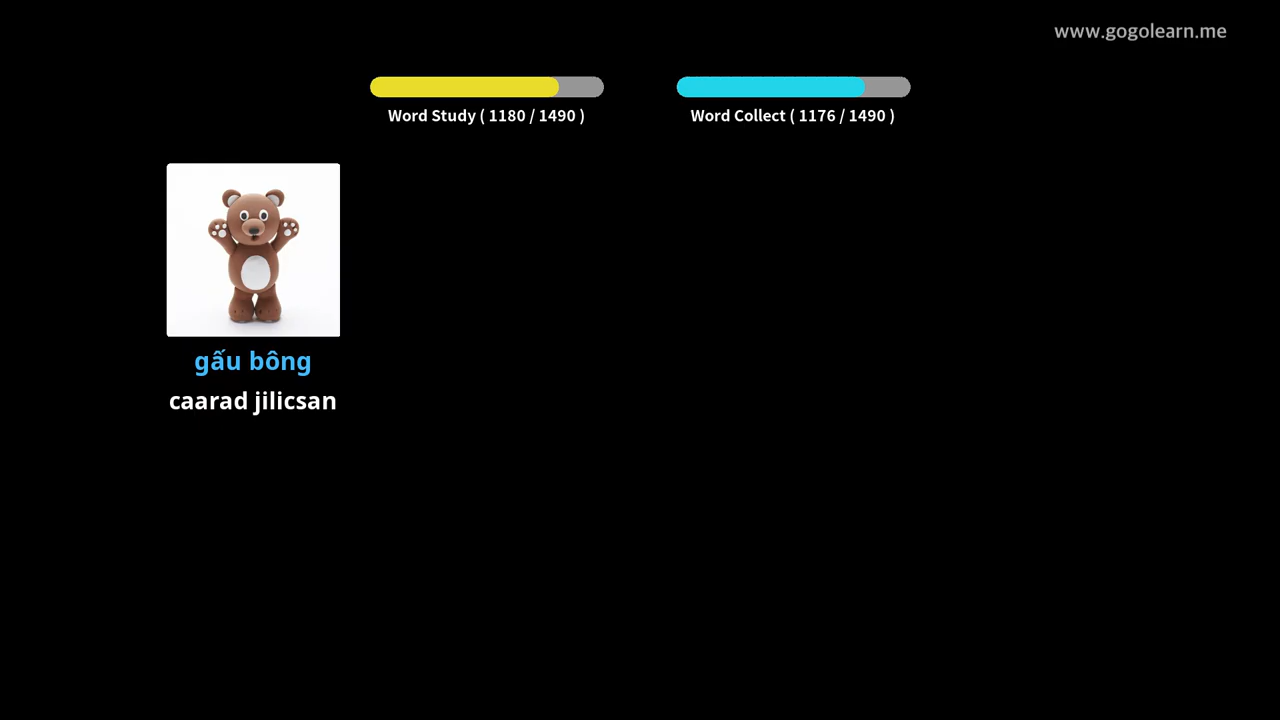 www.gogolearn.me
Word Study ( 1180 / 1490 )
Word Collect ( 1176 / 1490 )
gấu bông
caarad jilicsan